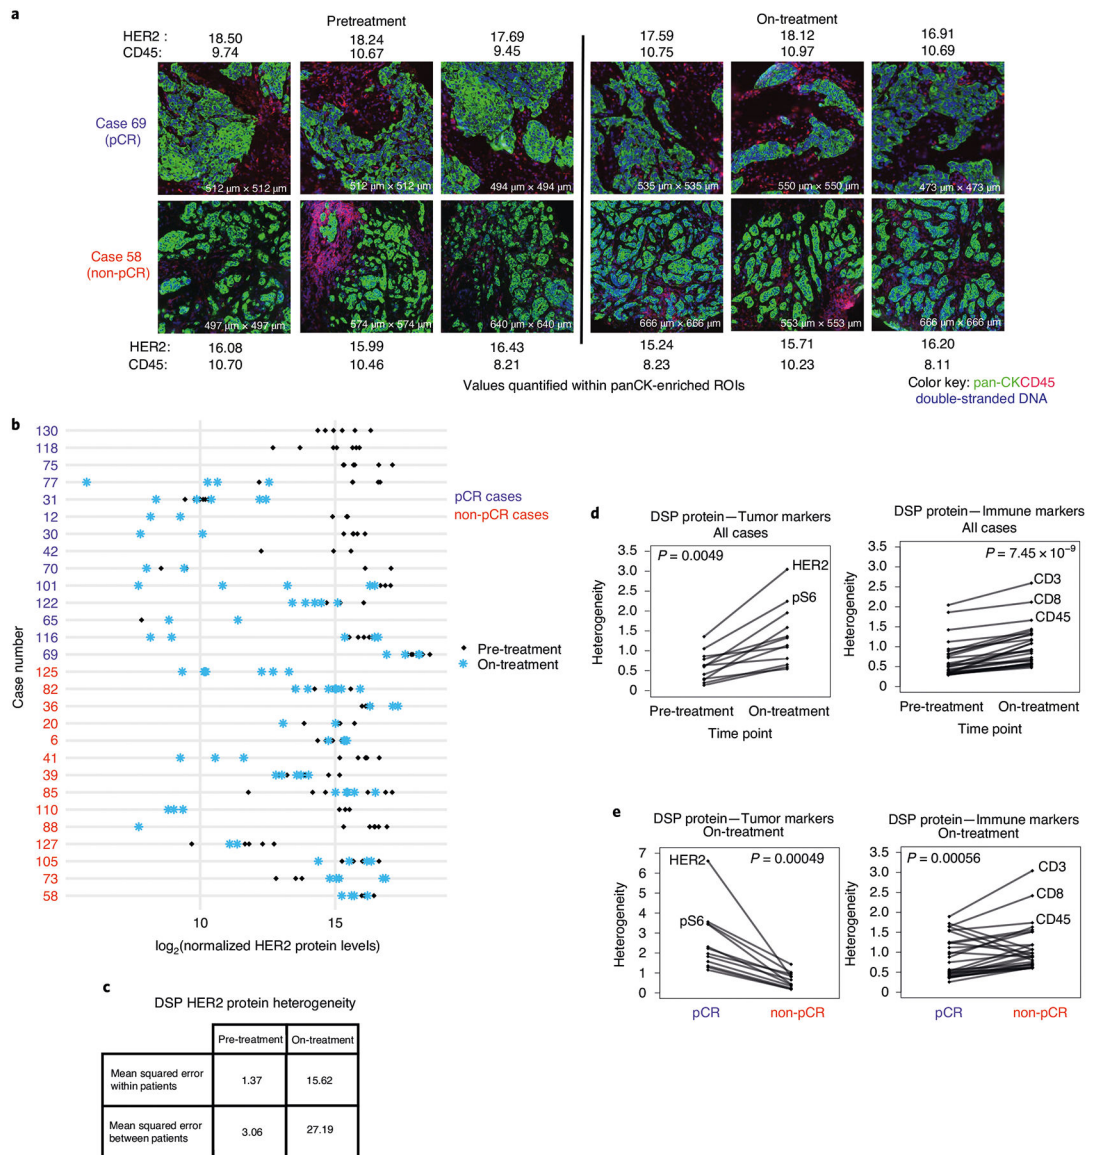 a
Pretreatment
On-treatment
HER2 :
18.50
18.24
17.69
17.59
18.12
16.91
CD45:
9.74
10.67
9.45
10.75
10.97
10.69
Case 69
(pCR)
512 µm × 512 µm
512 µm × 512 µm
494 µm × 494 µm
535 µm × 535 µm
550 µm × 550 µm
473 µm × 473 µm
Case 58
(non-pCR)
497 µm × 497 µm
574 µm × 574 µm
640 µm × 640 µm
666 µm × 666 µm
553 µm × 553 µm
666 µm × 666 µm
HER2:
16.08
15.99
16.43
15.24
15.71
16.20
CD45:
10.70
10.46
8.21
8.23
10.23
8.11
Values quantified within panCK-enriched ROIs
Color key: pan-CKCD45
double-stranded DNA
b
Case number
130
118
75
77
31
12
30
42
70
101
122
65
116
69
125
82
36
20
6
41
39
85
110
88
127
105
73
58
10
15
log2(normalized HER2 protein levels)
pCR cases
non-pCR cases
Pre-treatment
On-treatment
c
DSP HER2 protein heterogeneity
Pre-treatment
On-treatment
Mean squared error
within patients
1.37
15.62
Mean squared error
between patients
3.06
27.19
d
DSP protein—Tumor markers
All cases
P = 0.0049
Heterogeneity
3.5
3.0
2.5
2.0
1.5
1.0
0.5
0
HER2
pS6
Pre-treatment
On-treatment
Time point
DSP protein—Immune markers
All cases
P = 7.45 × 10−9
Heterogeneity
3.5
3.0
2.5
2.0
1.5
1.0
0.5
0
CD3
CD8
CD45
Pre-treatment
On-treatment
Time point
e
DSP protein—Tumor markers
On-treatment
P = 0.00049
Heterogeneity
7
6
5
4
3
2
1
0
HER2
pS6
pCR
non-pCR
DSP protein—Immune markers
On-treatment
P = 0.00056
Heterogeneity
3.5
3.0
2.5
2.0
1.5
1.0
0.5
0
CD3
CD8
CD45
pCR
non-pCR